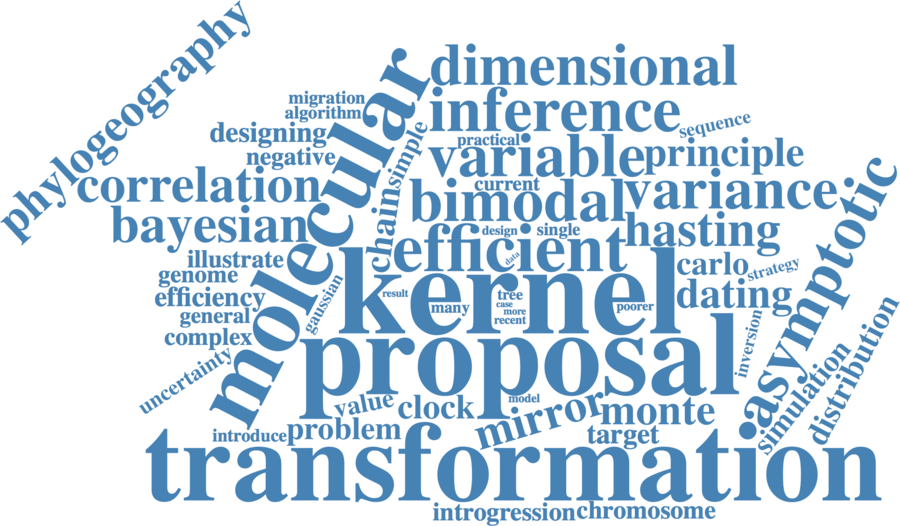 phylogeography
molecular
dimensional
migration
algorithm
inference
designing
simple
practical
sequence
negative
variable
principle
correlation
chain
current
variance
bayesian
bimodal
asymptotic
design
single
hasting
illustrate
efficient
data
carlo
strategy
genome
gaussian
kernel
efficiency
result
many
tree
case
more
recent
poorer
dating
general
complex
proposal
inversion
distribution
uncertainty
simulation
value
clock
model
mirror
monte
introduce
problem
target
transformation
introgression
chromosome